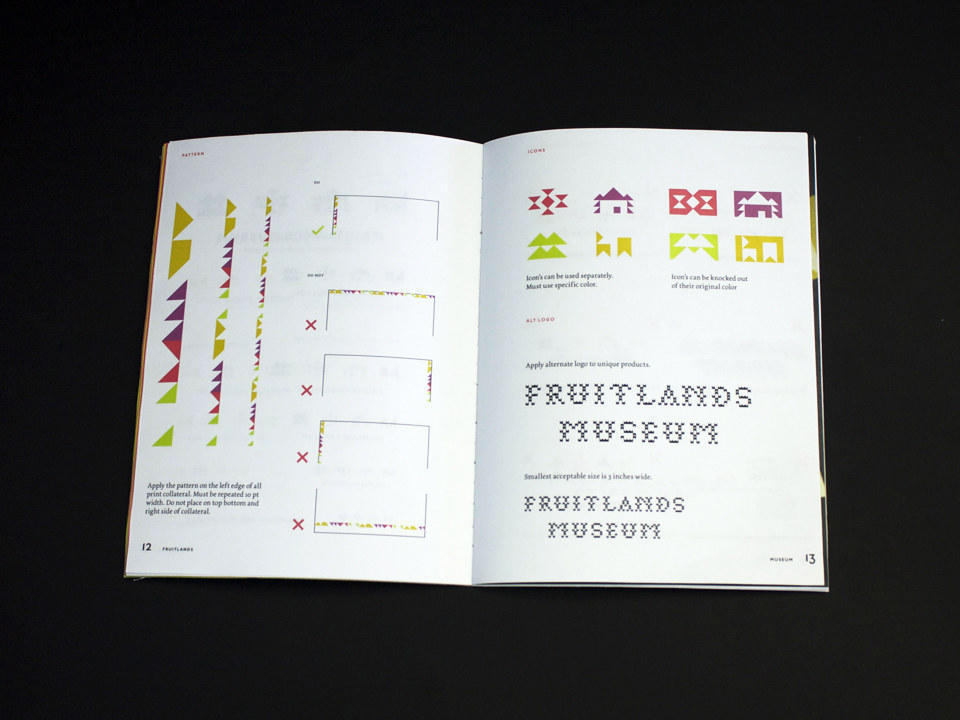 PATTERN
DO
DO NOT
Apply the pattern on the left edge of all
print collateral. Must be repeated 10 pt
width. Do not place on top bottom and
right side of collateral.
12 FRUITLANDS
ICONS
Icon's can be used separately.
Must use specific color.
Icon's can be knocked out
of their original color
ALT LOGO
Apply alternate logo to unique products.
FRUITLANDS
MUSEUM
Smallest acceptable size is 3 inches wide.
FRUITLANDS
MUSEUM
MUSEUM 13